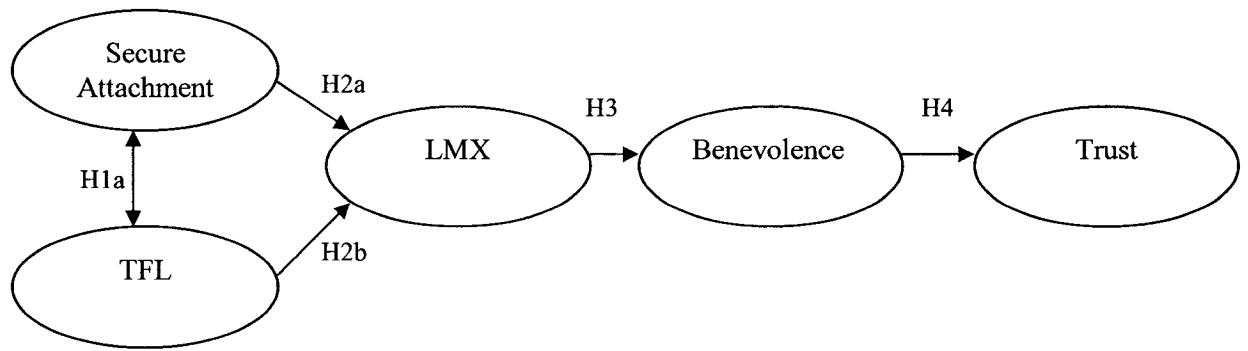 Secure
Attachment
H2a
H1a
TFL
H2b
LMX
H3
Benevolence
H4
Trust